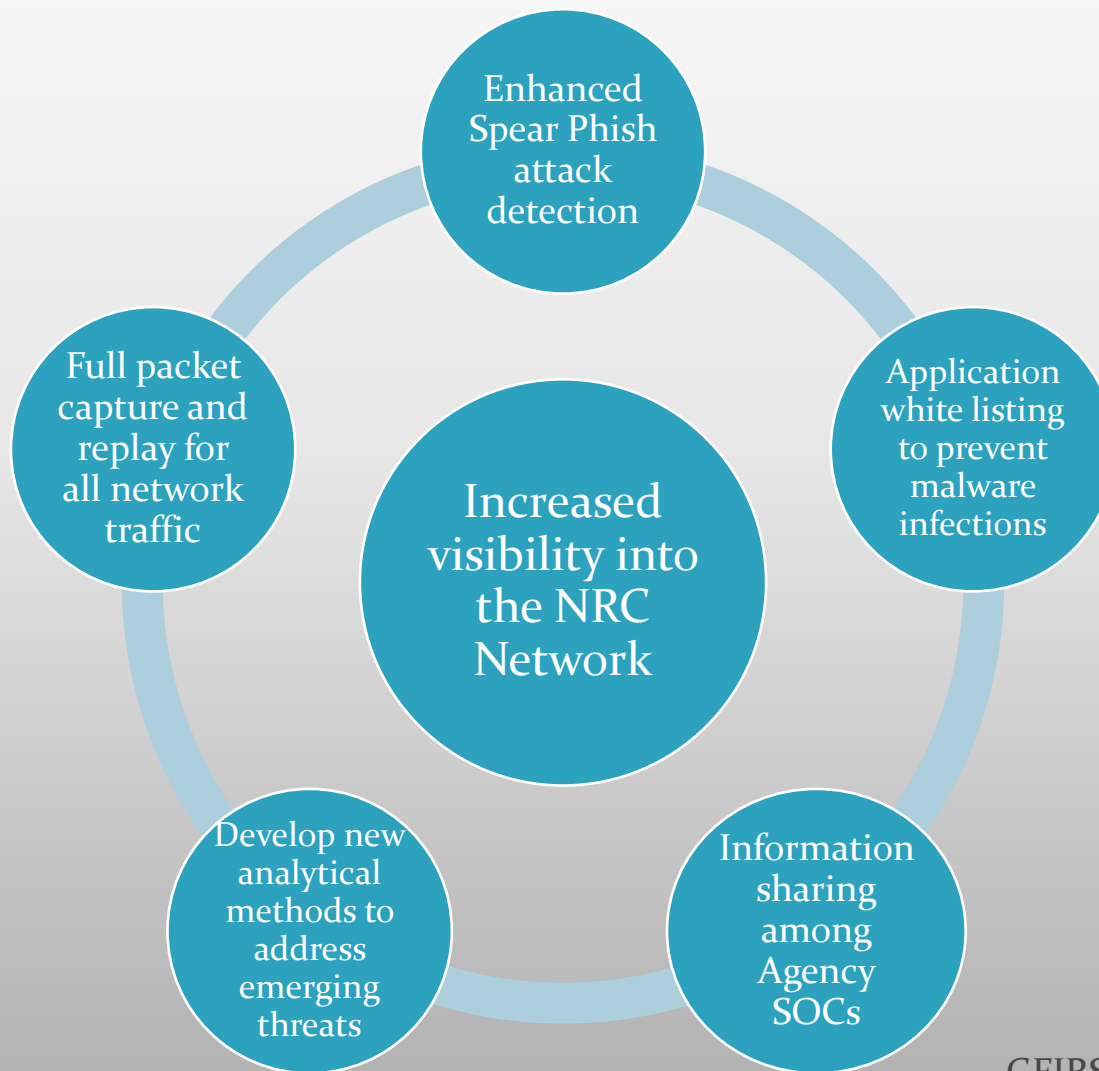 Enhanced
Spear Phish
attack
detection
Application
white listing
to prevent
malware
infections
Information
sharing
among
Agency
SOCs
Develop new
analytical
methods to
address
emerging
threats
Full packet
capture and
replay for
all network
traffic
Increased
visibility into
the NRC
Network